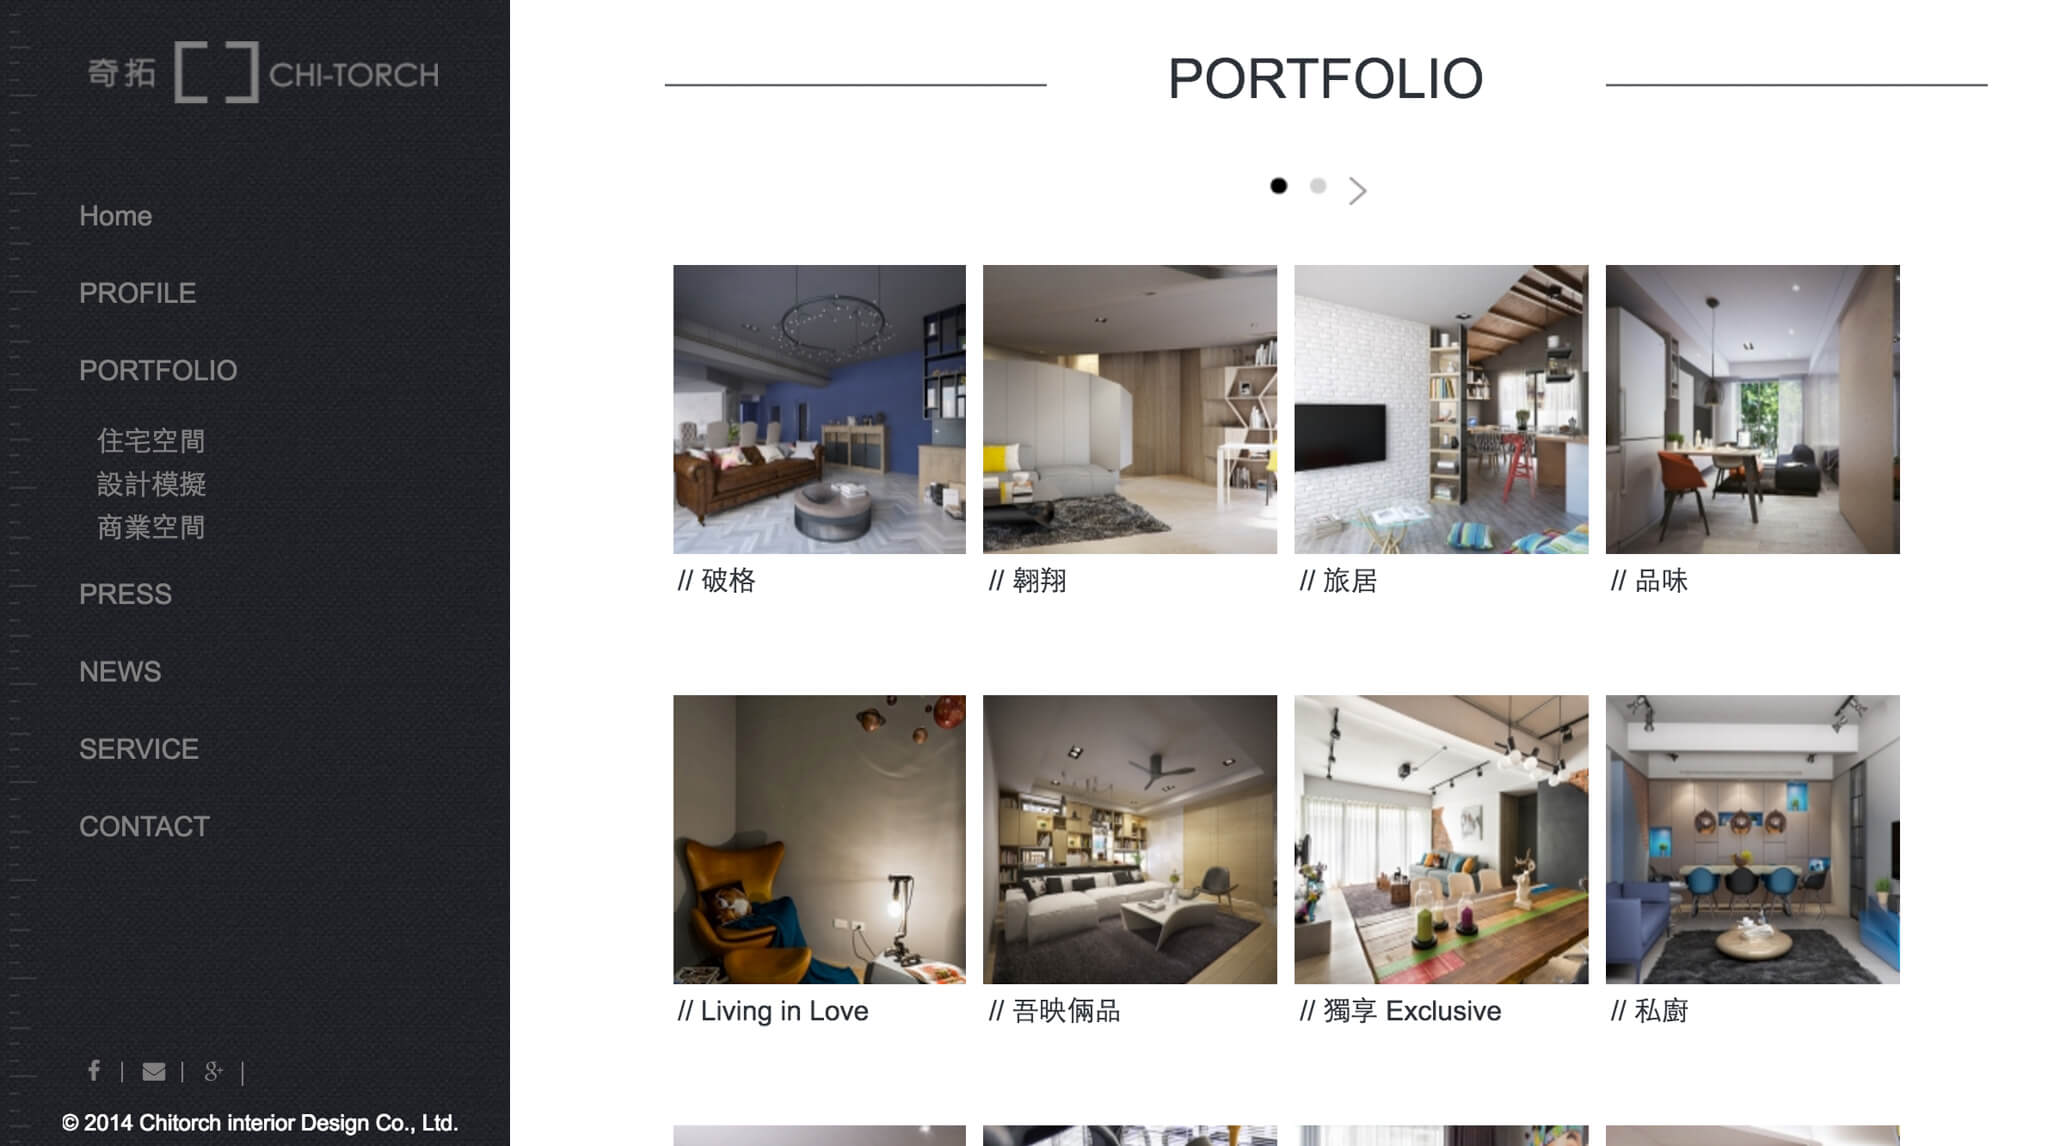 奇拓 CHI-TORCH
Home
PROFILE
PORTFOLIO
住宅空間
設計模擬
商業空間
PRESS
NEWS
SERVICE
CONTACT
© 2014 Chitorch interior Design Co., Ltd.
PORTFOLIO
// 破格
// 翱翔
// 旅居
// 品味
// Living in Love
// 吾映倆品
// 獨享 Exclusive
// 私廚